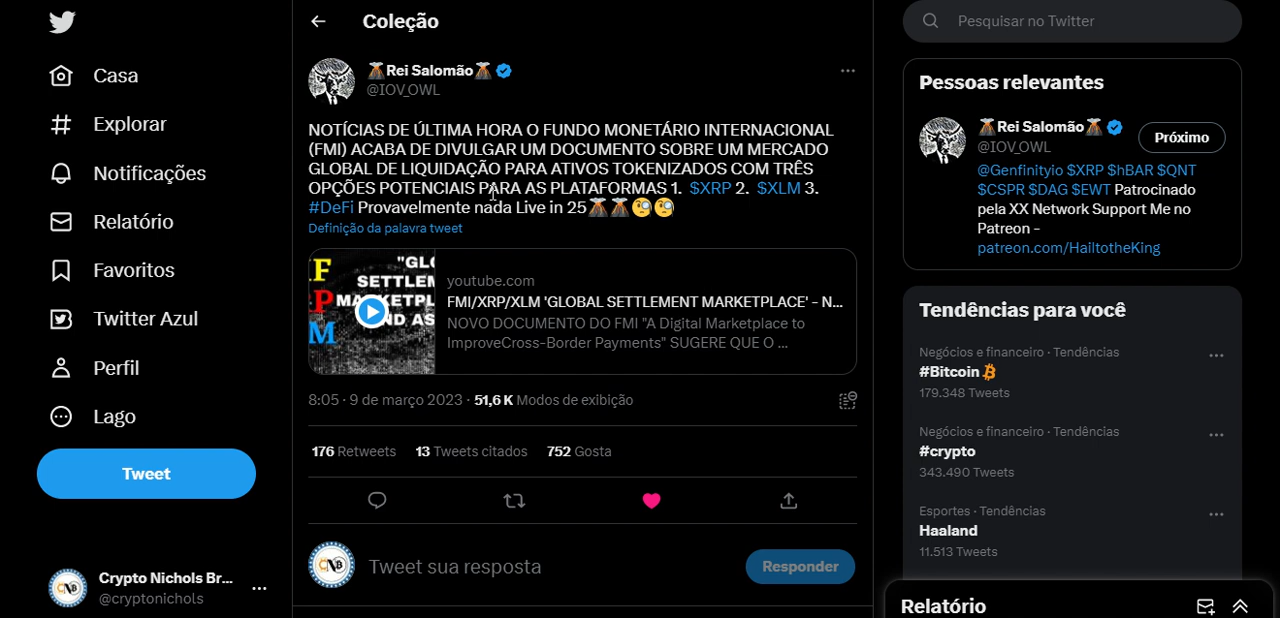 Coleção
Pesquisar no Twitter
Casa
Explorar
Notificações
Relatório
Favoritos
Twitter Azul
Perfil
Lago
Tweet
Crypto Nichols Br...
@cryptonichols
🌋Rei Salomão🌋
@IOV_OWL
NOTÍCIAS DE ÚLTIMA HORA O FUNDO MONETÁRIO INTERNACIONAL
(FMI) ACABA DE DIVULGAR UM DOCUMENTO SOBRE UM MERCADO
GLOBAL DE LIQUIDAÇÃO PARA ATIVOS TOKENIZADOS COM TRÊS
OPÇÕES POTENCIAIS PARA AS PLATAFORMAS 1. $XRP 2. $XLM 3.
#DeFi Provavelmente nada Live in 25🌋🌋🧐🧐
Definição da palavra tweet
F
P
M
"GL
SETTLEM
MARKETPL
ND AS
youtube.com
FMI/XRP/XLM 'GLOBAL SETTLEMENT MARKETPLACE' - N...
NOVO DOCUMENTO DO FMI "A Digital Marketplace to
ImproveCross-Border Payments" SUGERE QUE O ...
8:05 · 9 de março 2023 · 51,6 K Modos de exibição
176 Retweets 13 Tweets citados 752 Gosta
Tweet sua resposta
Responder
Pessoas relevantes
🌋Rei Salomão🌋
@IOV_OWL
Próximo
@Genfinityio $XRP $hBAR $QNT
$CSPR $DAG $EWT Patrocinado
pela XX Network Support Me no
Patreon -
patreon.com/HailtotheKing
Tendências para você
Negócios e financeiro · Tendências
#Bitcoin
179.348 Tweets
Negócios e financeiro · Tendências
#crypto
343.490 Tweets
Esportes · Tendências
Haaland
11.513 Tweets
Relatório